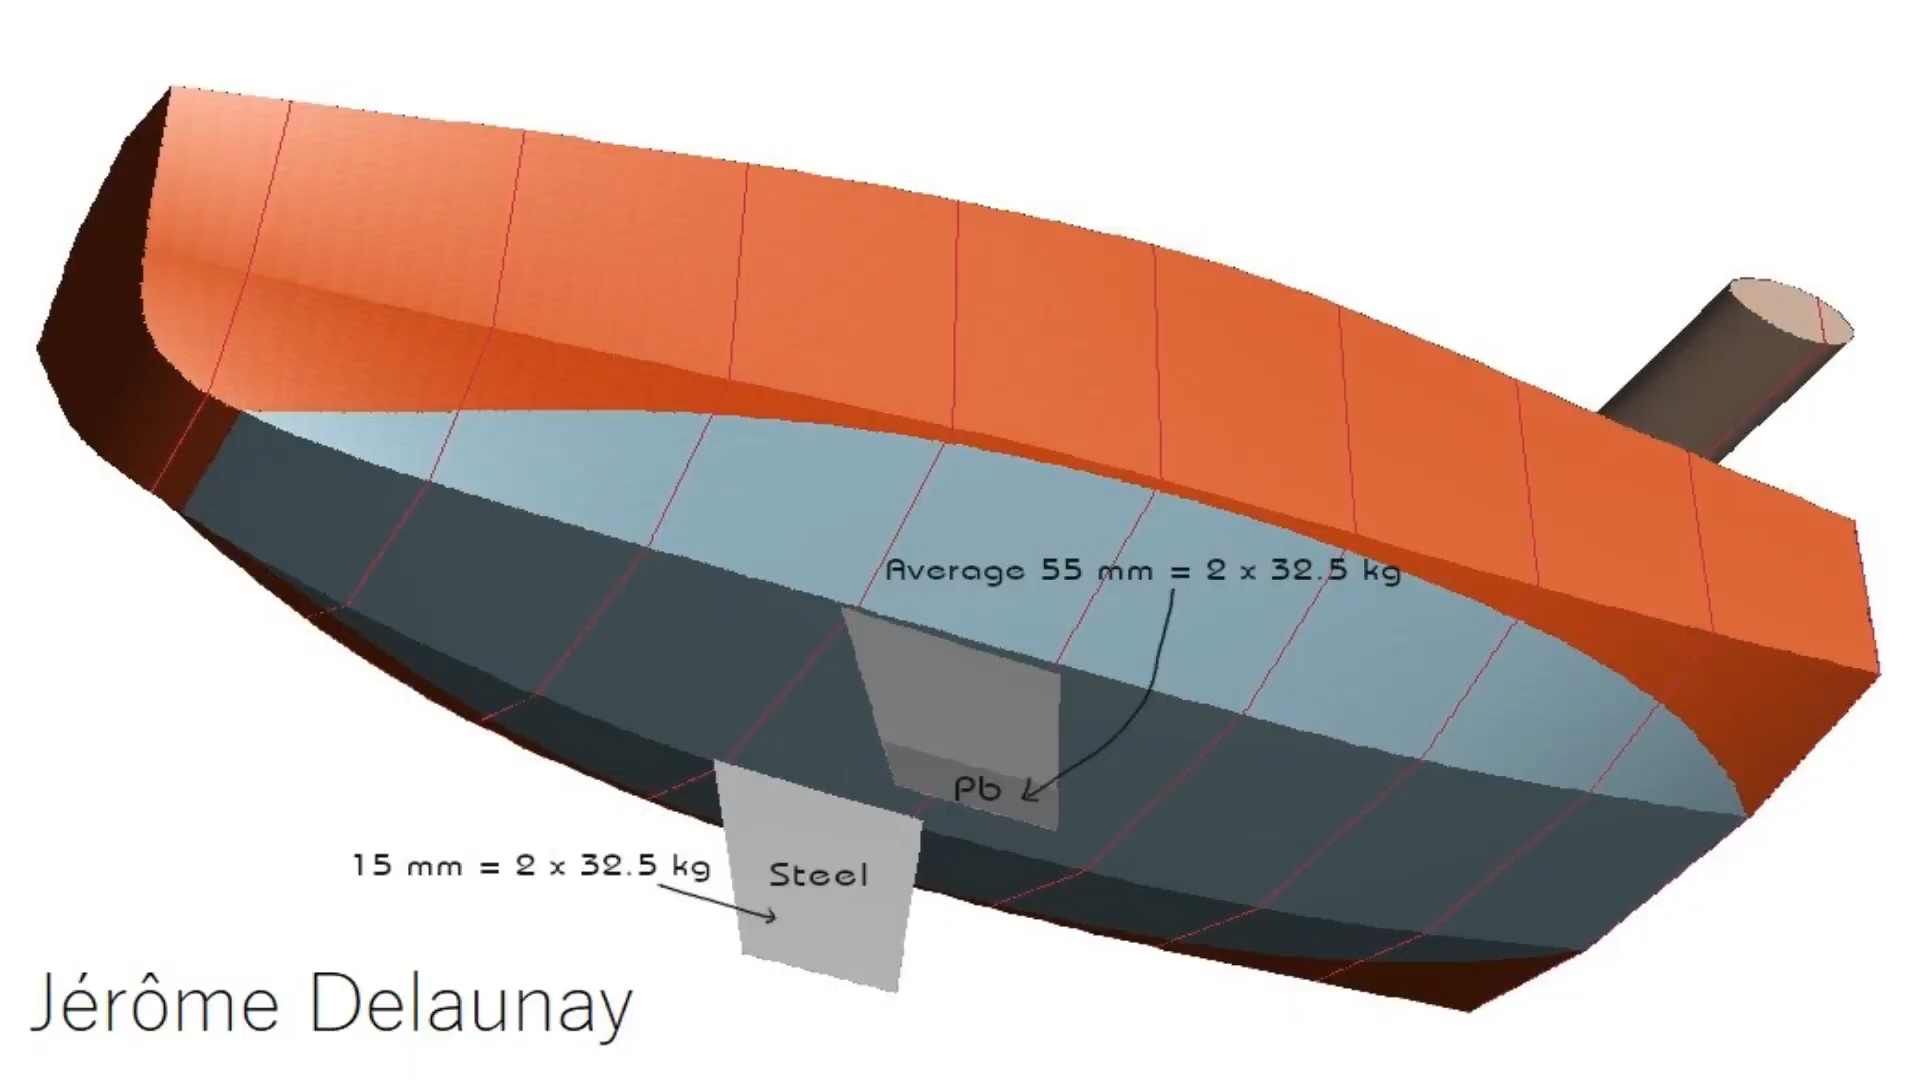 Average 55 mm = 2 x 32.5 kg
Pb
15 mm = 2 x 32.5 kg
Steel
Jérôme Delaunay